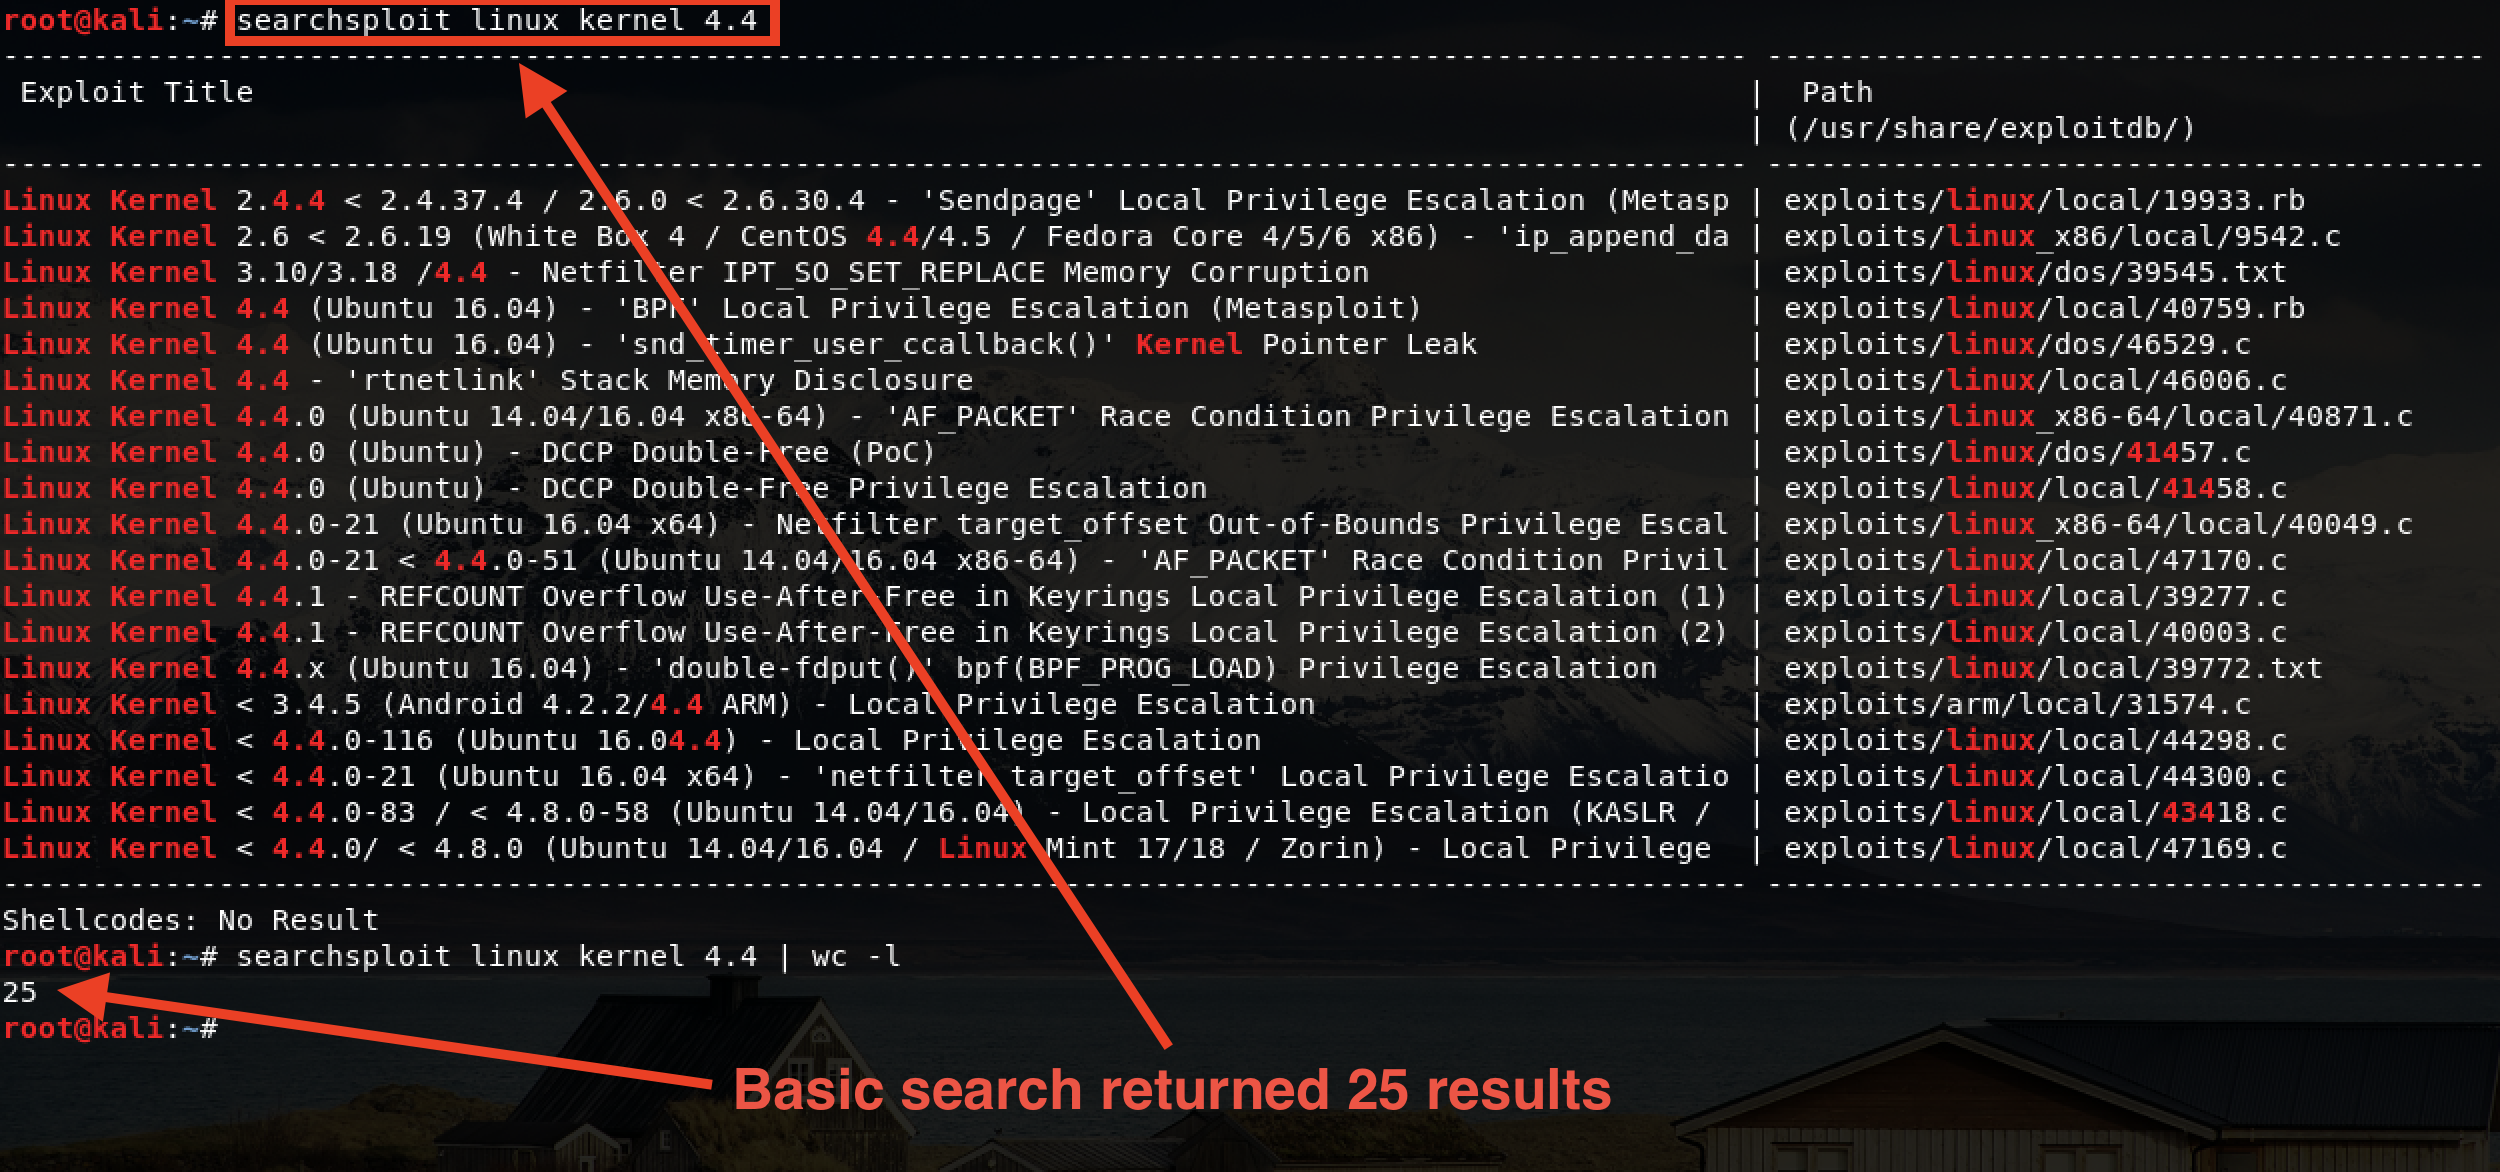 root@kali:~# searchsploit linux kernel 4.4
--------------------------------------------------------------------------------------------------- ----------------------------------------
 Exploit Title | Path
 | (/usr/share/exploitdb/)
--------------------------------------------------------------------------------------------------- ----------------------------------------
Linux Kernel 2.4.4 < 2.4.37.4 / 2.6.0 < 2.6.30.4 - 'Sendpage' Local Privilege Escalation (Metasp | exploits/linux/local/19933.rb
Linux Kernel 2.6 < 2.6.19 (White Box 4 / CentOS 4.4/4.5 / Fedora Core 4/5/6 x86) - 'ip_append_da | exploits/linux_x86/local/9542.c
Linux Kernel 3.10/3.18 /4.4 - Netfilter IPT_SO_SET_REPLACE Memory Corruption | exploits/linux/dos/39545.txt
Linux Kernel 4.4 (Ubuntu 16.04) - 'BPF' Local Privilege Escalation (Metasploit) | exploits/linux/local/40759.rb
Linux Kernel 4.4 (Ubuntu 16.04) - 'snd_timer_user_ccallback()' Kernel Pointer Leak | exploits/linux/dos/46529.c
Linux Kernel 4.4 - 'rtnetlink' Stack Memory Disclosure | exploits/linux/local/46006.c
Linux Kernel 4.4.0 (Ubuntu 14.04/16.04 x86-64) - 'AF_PACKET' Race Condition Privilege Escalation | exploits/linux_x86-64/local/40871.c
Linux Kernel 4.4.0 (Ubuntu) - DCCP Double-Free (PoC) | exploits/linux/dos/41457.c
Linux Kernel 4.4.0 (Ubuntu) - DCCP Double-Free Privilege Escalation | exploits/linux/local/41458.c
Linux Kernel 4.4.0-21 (Ubuntu 16.04 x64) - Netfilter target_offset Out-of-Bounds Privilege Escal | exploits/linux_x86-64/local/40049.c
Linux Kernel 4.4.0-21 < 4.4.0-51 (Ubuntu 14.04/16.04 x86-64) - 'AF_PACKET' Race Condition Privil | exploits/linux/local/47170.c
Linux Kernel 4.4.1 - REFCOUNT Overflow Use-After-Free in Keyrings Local Privilege Escalation (1) | exploits/linux/local/39277.c
Linux Kernel 4.4.1 - REFCOUNT Overflow Use-After-Free in Keyrings Local Privilege Escalation (2) | exploits/linux/local/40003.c
Linux Kernel 4.4.x (Ubuntu 16.04) - 'double-fdput()' bpf(BPF_PROG_LOAD) Privilege Escalation | exploits/linux/local/39772.txt
Linux Kernel < 3.4.5 (Android 4.2.2/4.4 ARM) - Local Privilege Escalation | exploits/arm/local/31574.c
Linux Kernel < 4.4.0-116 (Ubuntu 16.04.4) - Local Privilege Escalation | exploits/linux/local/44298.c
Linux Kernel < 4.4.0-21 (Ubuntu 16.04 x64) - 'netfilter target_offset' Local Privilege Escalatio | exploits/linux/local/44300.c
Linux Kernel < 4.4.0-83 / < 4.8.0-58 (Ubuntu 14.04/16.04) - Local Privilege Escalation (KASLR / | exploits/linux/local/43418.c
Linux Kernel < 4.4.0/ < 4.8.0 (Ubuntu 14.04/16.04 / Linux Mint 17/18 / Zorin) - Local Privilege | exploits/linux/local/47169.c
--------------------------------------------------------------------------------------------------- ----------------------------------------
Shellcodes: No Result
root@kali:~# searchsploit linux kernel 4.4 | wc -l
25
root@kali:~#
Basic search returned 25 results